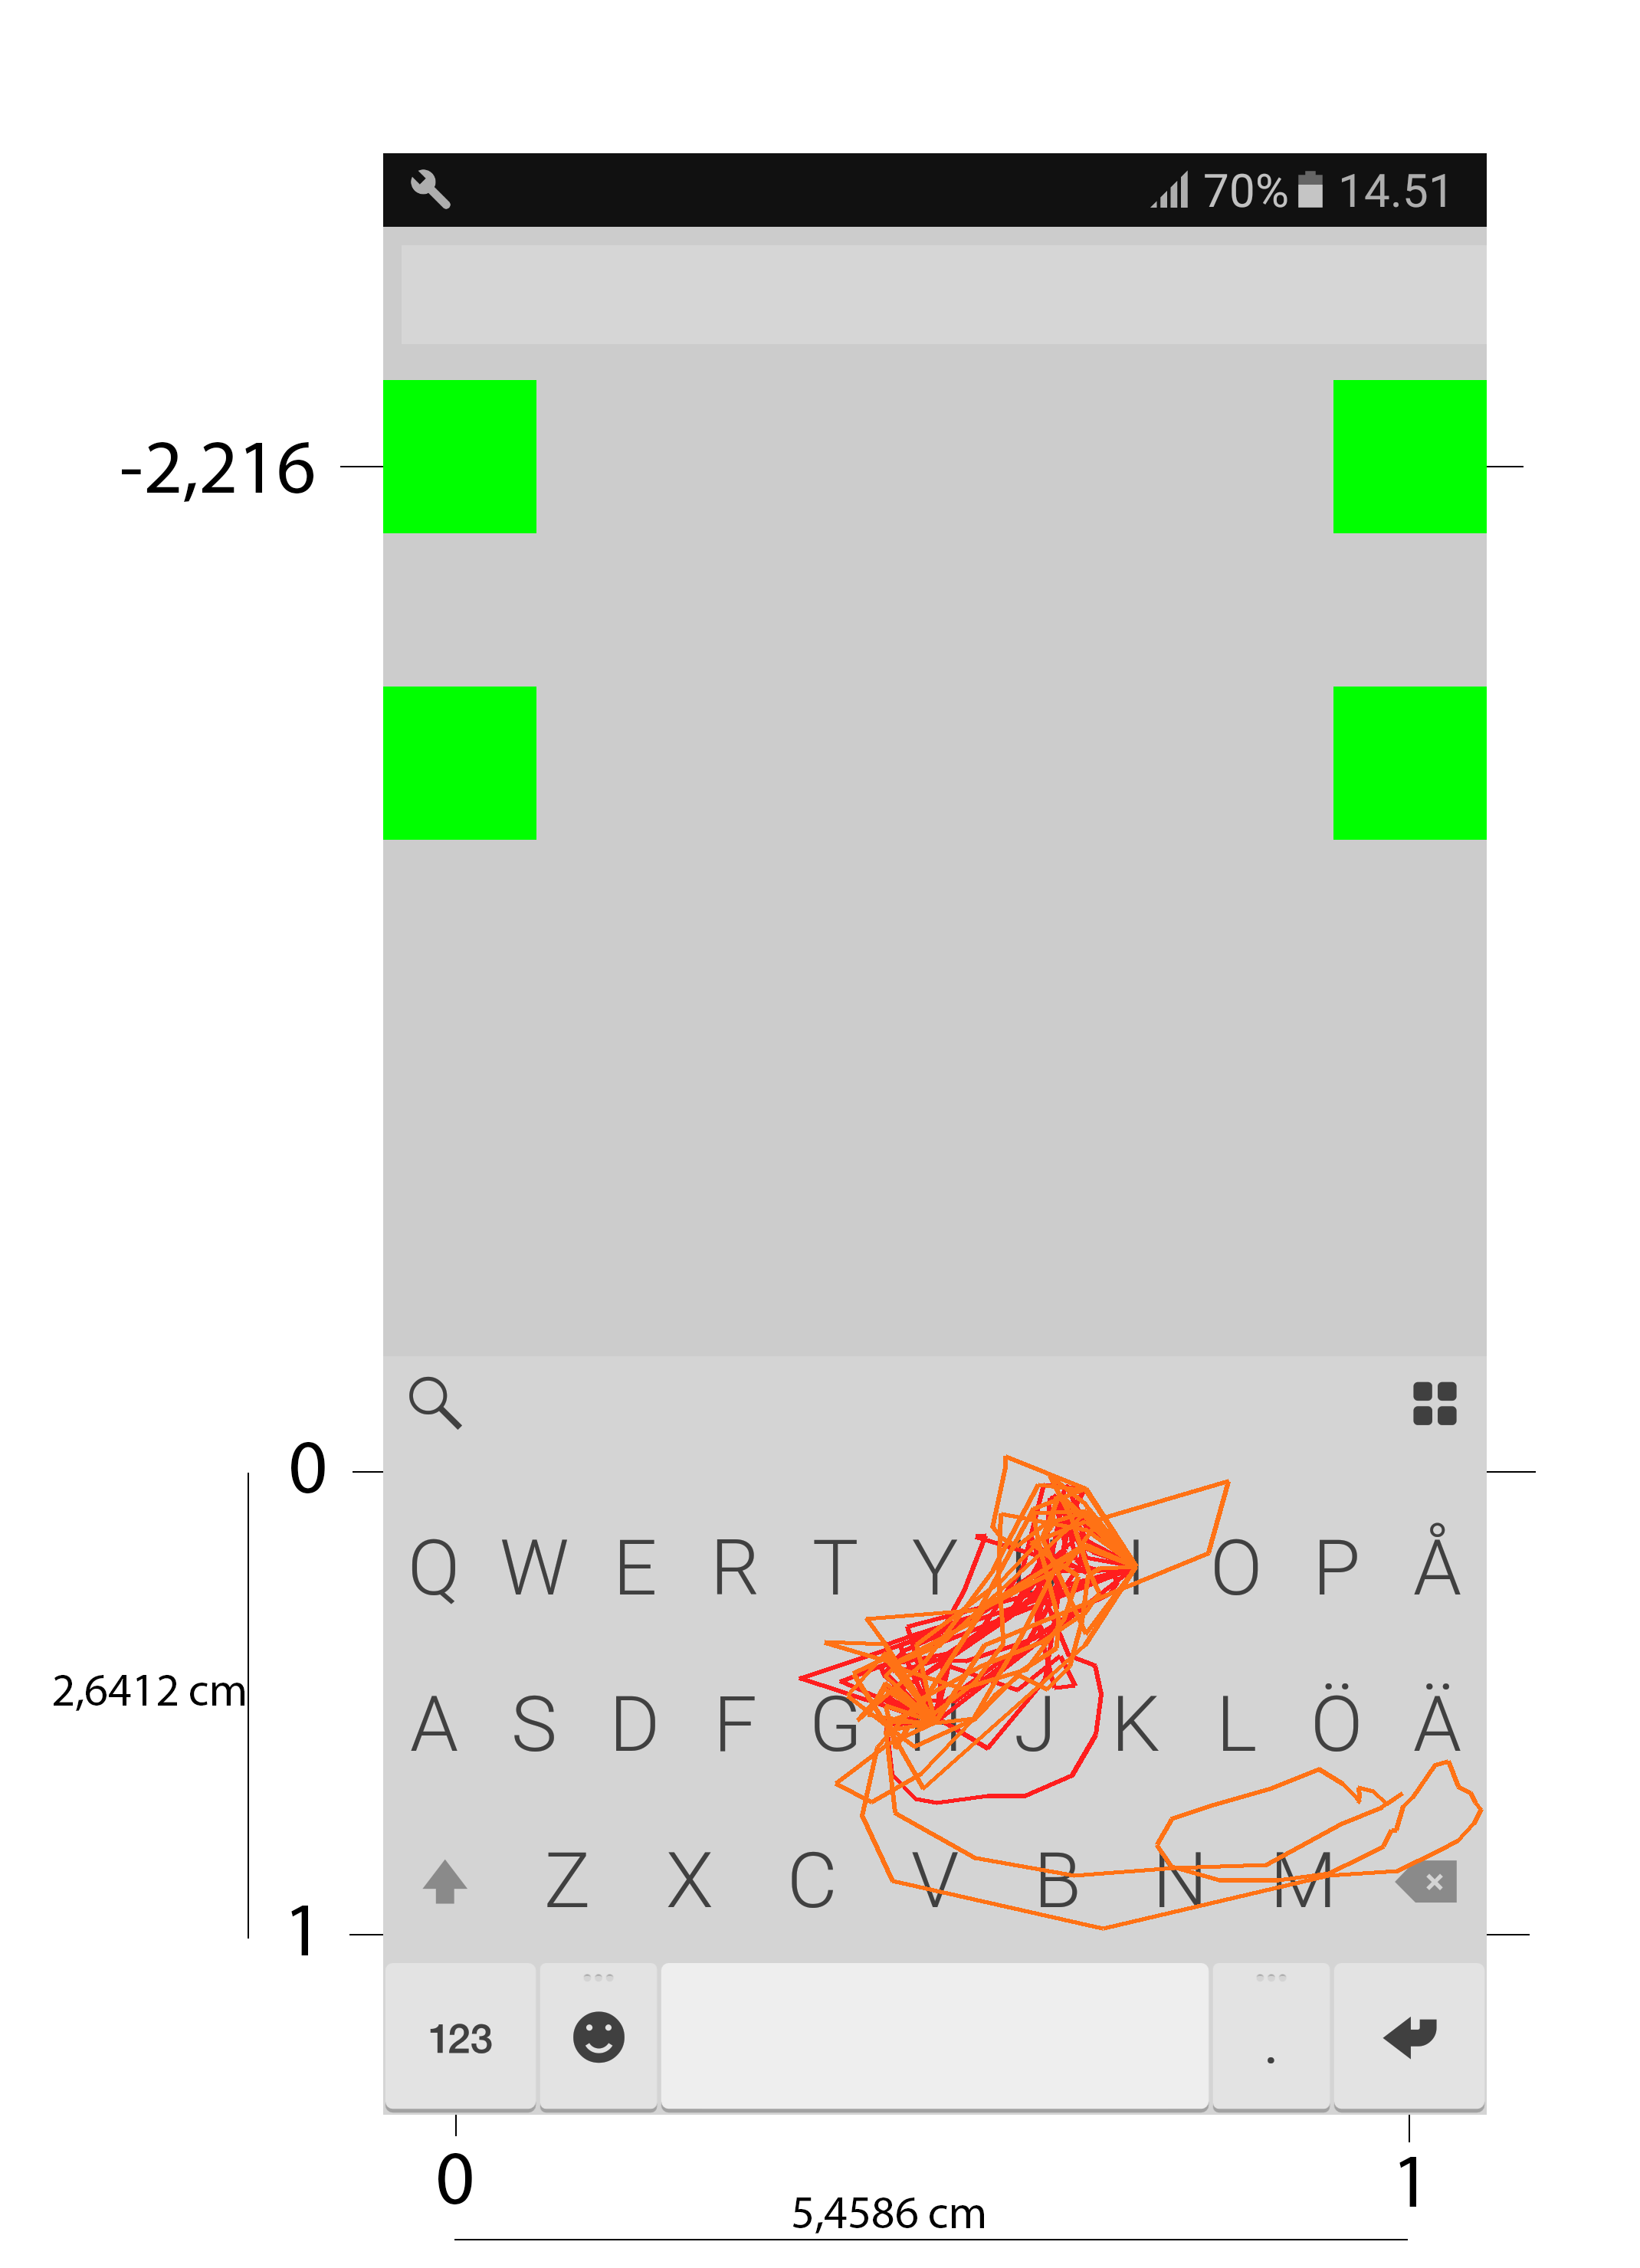 70% 14.51
-2,216
0
Q W E R T Y I O P Å
2,6412 cm
A S D F G H J K L Ö Ä
Z X C V B N M
1
123 .
0 1
5,4586 cm